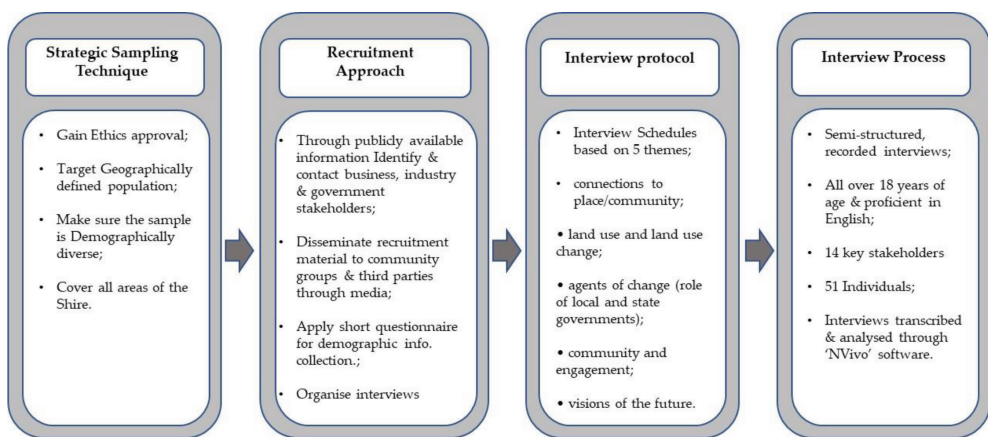 Strategic Sampling
Technique
• Gain Ethics approval;
• Target Geographically
defined population;
• Make sure the sample
is Demographically
diverse;
• Cover all areas of the
Shire.
Recruitment
Approach
• Through publicly available
information Identify &
contact business, industry
& government
stakeholders;
• Disseminate recruitment
material to community
groups & third parties
through media;
• Apply short questionnaire
for demographic info.
collection.;
• Organise interviews
Interview protocol
• Interview Schedules
based on 5 themes;
• connections to
place/community;
• land use and land use
change;
• agents of change (role
of local and state
governments);
• community and
engagement;
• visions of the future.
Interview Process
• Semi-structured,
recorded interviews;
• All over 18 years of
age & proficient in
English;
• 14 key stakeholders
• 51 Individuals;
• Interviews transcribed
& analysed through
‘NVivo’ software.